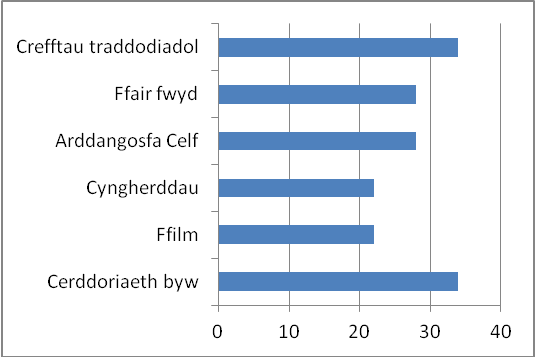 Crefftau traddodiadol
Ffair fwyd
Arddangosfa Celf
Cyngherddau
Ffilm
Cerddoriaeth byw
0 10 20 30 40